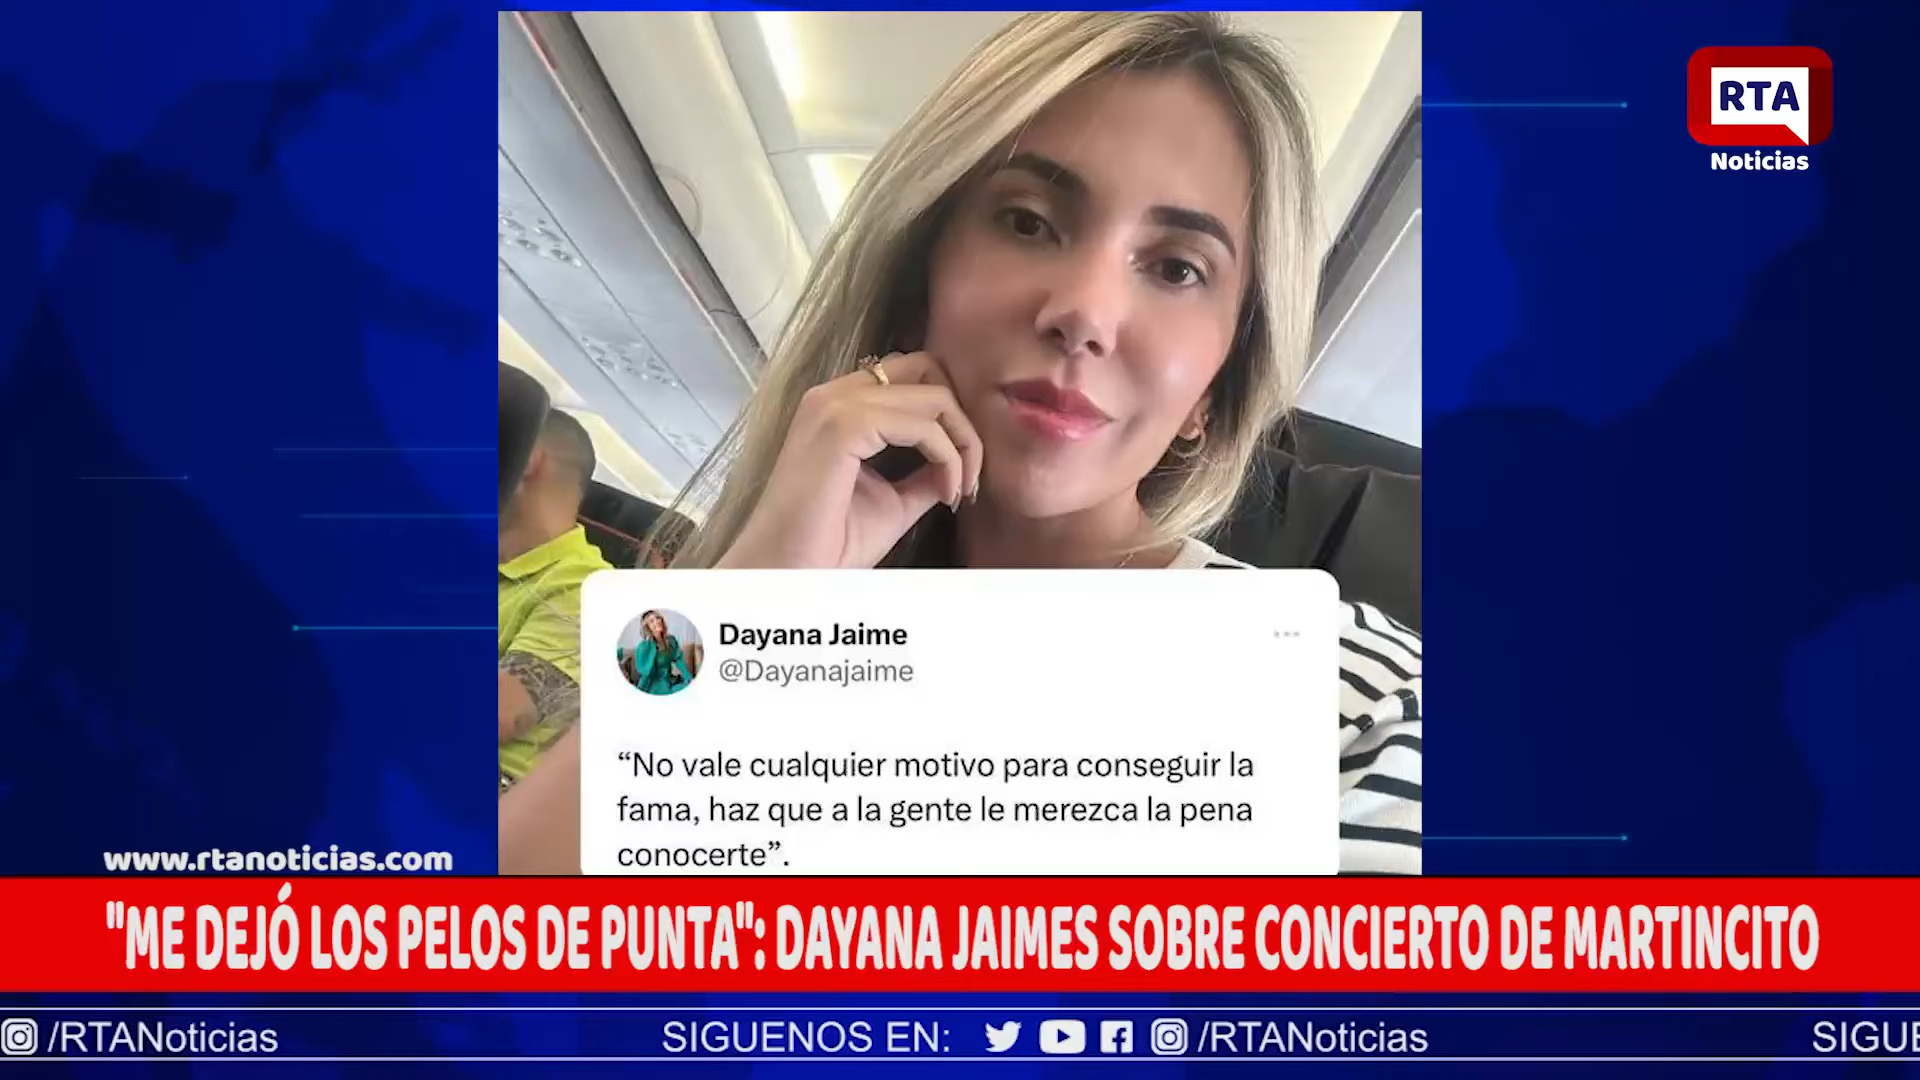 RTA
Noticias
Dayana Jaime
@Dayanajaime
“No vale cualquier motivo para conseguir la
fama, haz que a la gente le merezca la pena
conocerte”.
www.rtanoticias.com
"ME DEJÓ LOS PELOS DE PUNTA": DAYANA JAIMES SOBRE CONCIERTO DE MARTINCITO
/RTANoticias SIGUENOS EN: /RTANoticias SIGUE